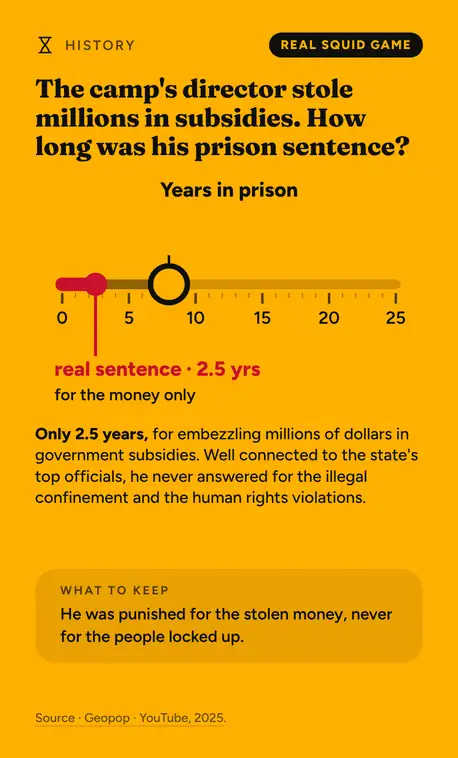 HISTORY
REAL SQUID GAME
The camp's director stole
millions in subsidies. How
long was his prison sentence?
Years in prison
0 5 10 15 20 25
real sentence · 2.5 yrs
for the money only
Only 2.5 years, for embezzling millions of dollars in
government subsidies. Well connected to the state's
top officials, he never answered for the illegal
confinement and the human rights violations.
WHAT TO KEEP
He was punished for the stolen money, never
for the people locked up.
Source · Geopop · YouTube, 2025.